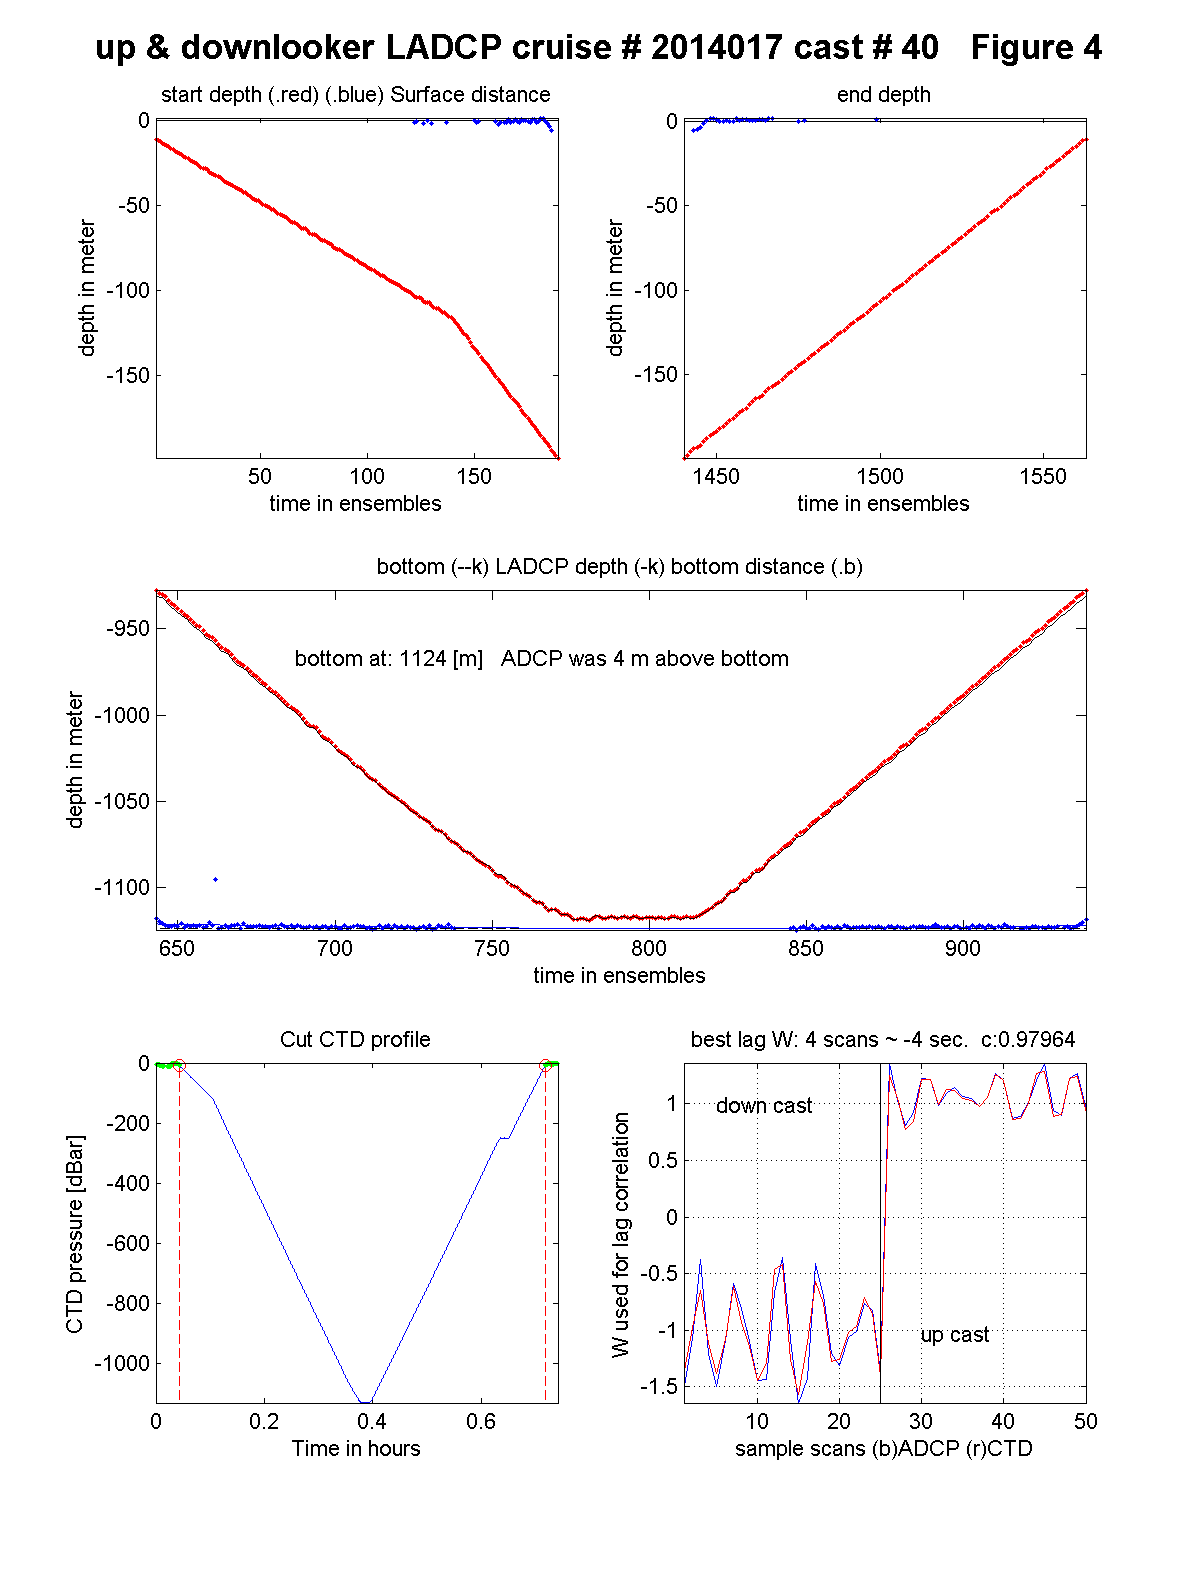 up & downlooker LADCP cruise # 2014017 cast # 40 Figure 4
start depth (.red) (.blue) Surface distance
0
-50
-100
-150
depth in meter
50 100 150
time in ensembles
end depth
0
-50
-100
-150
depth in meter
1450 1500 1550
time in ensembles
bottom (--k) LADCP depth (-k) bottom distance (.b)
bottom at: 1124 [m] ADCP was 4 m above bottom
-950
-1000
-1050
-1100
depth in meter
650 700 750 800 850 900
time in ensembles
Cut CTD profile
0
-200
-400
-600
-800
-1000
CTD pressure [dBar]
0 0.2 0.4 0.6
Time in hours
best lag W: 4 scans ~ -4 sec. c:0.97964
down cast
up cast
1
0.5
0
-0.5
-1
-1.5
W used for lag correlation
10 20 30 40 50
sample scans (b)ADCP (r)CTD